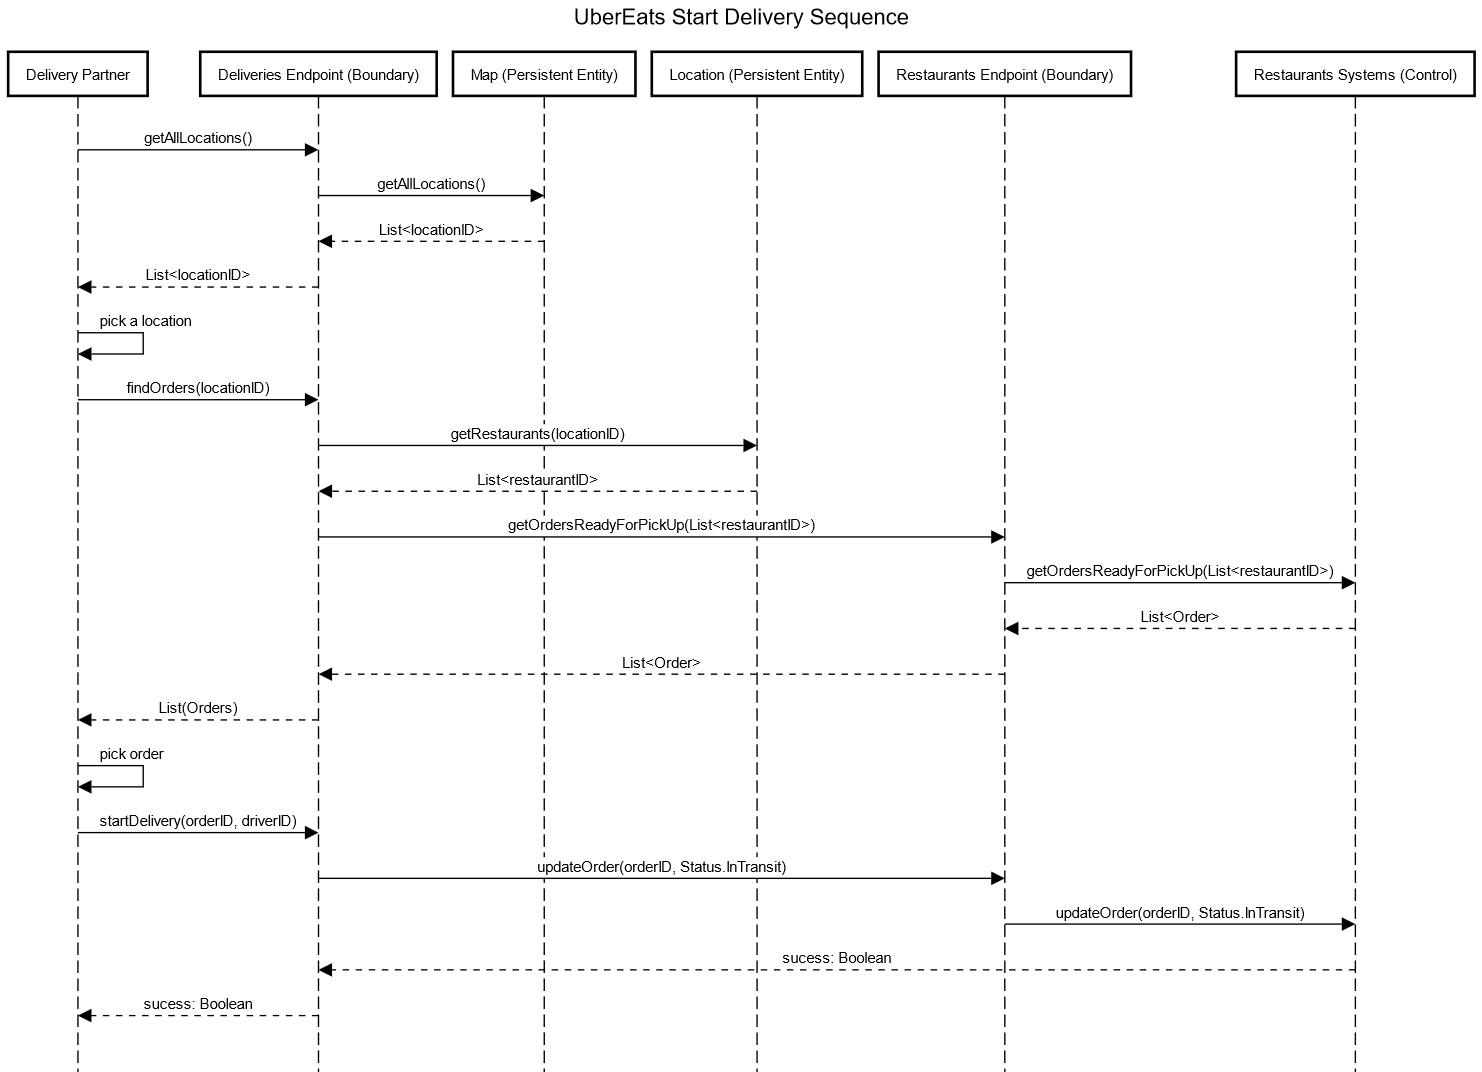 UberEats Start Delivery Sequence
Delivery Partner
Deliveries Endpoint (Boundary)
Map (Persistent Entity)
Location (Persistent Entity)
Restaurants Endpoint (Boundary)
Restaurants Systems (Control)
getAllLocations()
getAllLocations()
List<locationID>
List<locationID>
pick a location
findOrders(locationID)
getRestaurants(locationID)
List<restaurantID>
getOrdersReadyForPickUp(List<restaurantID>)
getOrdersReadyForPickUp(List<restaurantID>)
List<Order>
List<Order>
List(Orders)
pick order
startDelivery(orderID, driverID)
updateOrder(orderID, Status.InTransit)
updateOrder(orderID, Status.InTransit)
sucess: Boolean
sucess: Boolean